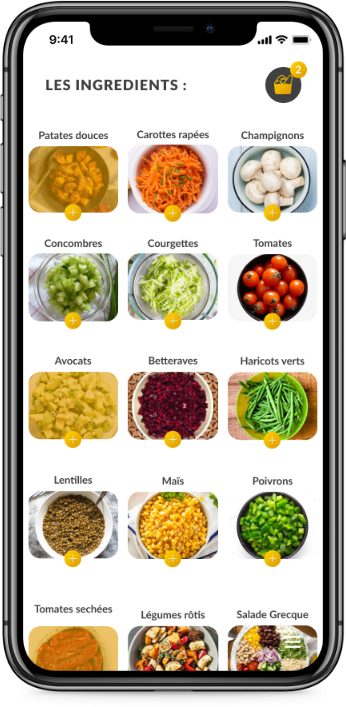 9:41
LES INGREDIENTS :
2
Patates douces Carottes rapées Champignons
+ + +
Concombres Courgettes Tomates
+ + +
Avocats Betteraves Haricots verts
+ + +
Lentilles Maïs Poivrons
+ + +
Tomates sechées Légumes rôtis Salade Grecque